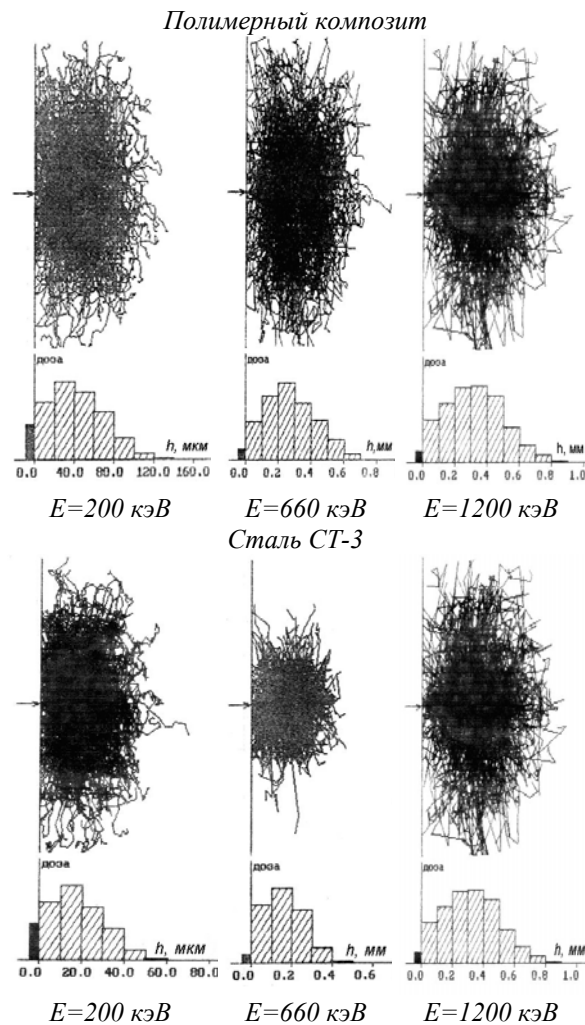 Полимерный композит
доза доза
h, мкм h,мм h, мм
0.0 40.0 80.0 120.0 160.0 0.0 0.2 0.4 0.6 0.8 0.0 0.2 0.4 0.6 0.8 1.0
E=200 кэВ E=660 кэВ E=1200 кэВ
Сталь СТ-3
доза доза доза
h, мкм h, мм h, мм
0.0 20.0 40.0 60.0 80.0 0.0 0.2 0.4 0.6 0.0 0.2 0.4 0.6 0.8 1.0
E=200 кэВ E=660 кэВ E=1200 кэВ